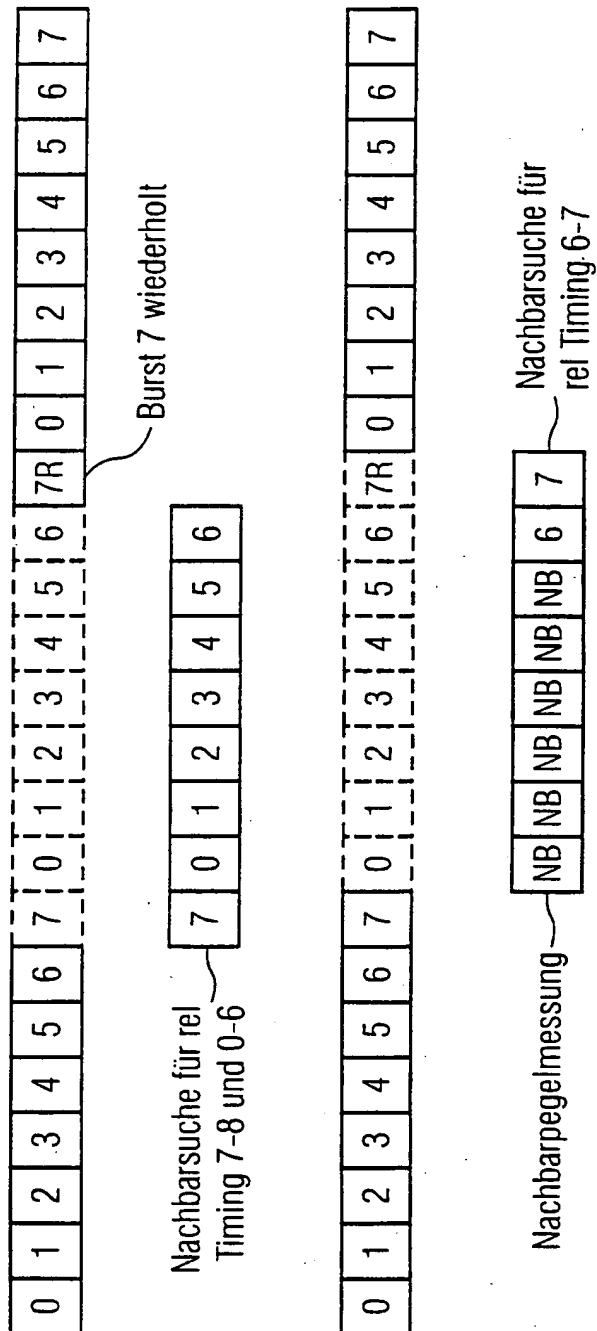 0 1 2 3 4 5 6 7 0 1 2 3 4 5 6 7R 0 1 2 3 4 5 6 7
Burst 7 wiederholt
7 0 1 2 3 4 5 6
Nachbarsuche für rel
Timing 7-8 und 0-6
0 1 2 3 4 5 6 7 0 1 2 3 4 5 6 7R 0 1 2 3 4 5 6 7
Nachbarpegelmessung
NB NB NB NB NB NB 6 7
Nachbarsuche für
rel Timing 6-7